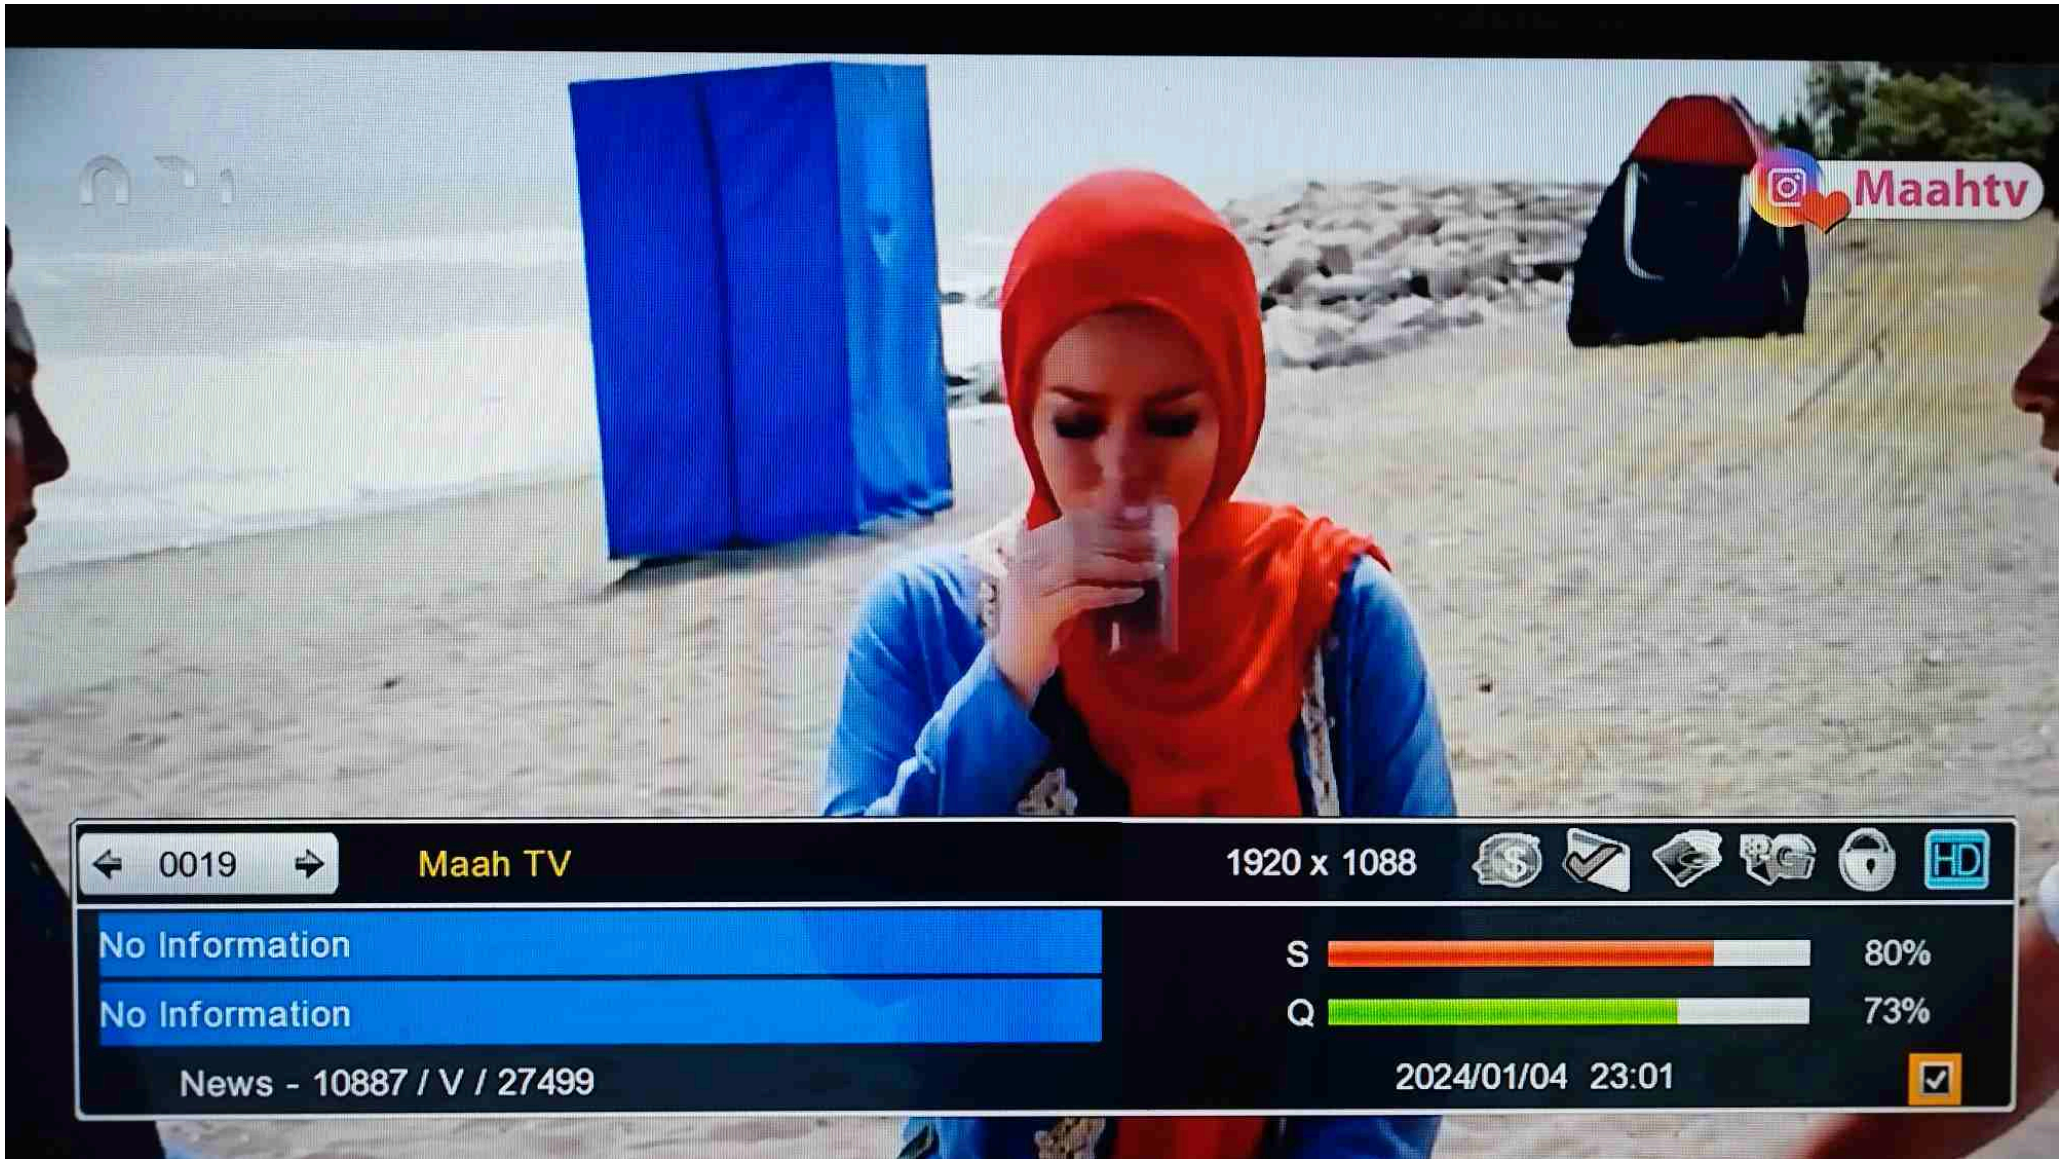 Maahtv
0019
Maah TV
1920 x 1088
HD
No Information
No Information
S 80%
Q 73%
News - 10887 / V / 27499
2024/01/04 23:01